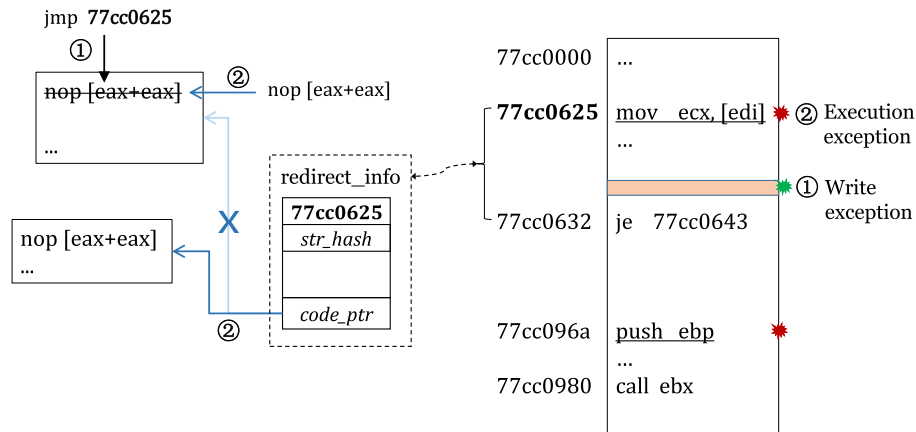 jmp 77cc0625
①
nop [eax+eax]
...
②
nop [eax+eax]
X
nop [eax+eax]
...
②
redirect_info
77cc0625
str_hash
code_ptr
77cc0000 ...
77cc0625 mov ecx, [edi]
...
77cc0632 je 77cc0643
77cc096a push ebp
...
77cc0980 call ebx
② Execution
exception
① Write
exception